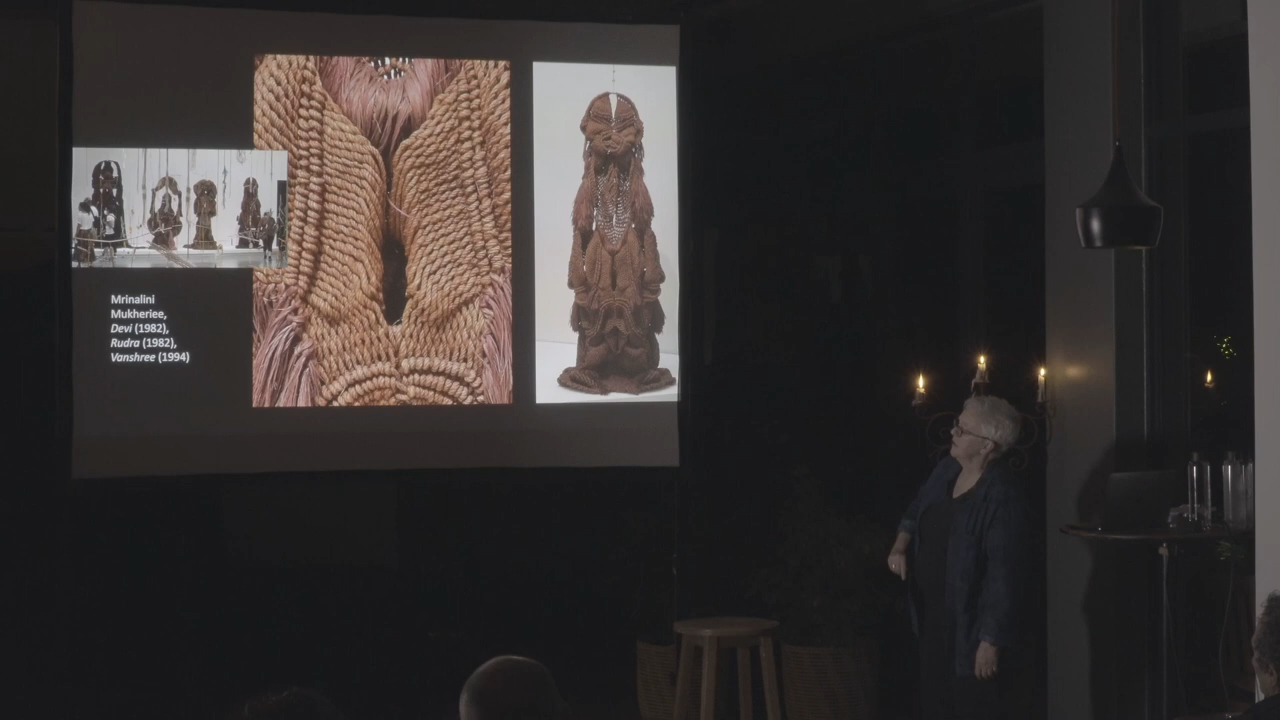 Mrinalini
Mukheriee,
Devi (1982),
Rudra (1982),
Vanshree (1994)